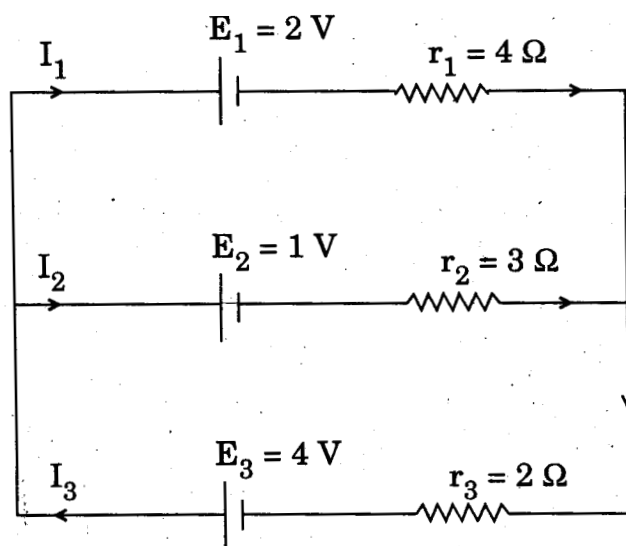 E₁ = 2 V
I₁
r₁ = 4 Ω
E₂ = 1 V
I₂
r₂ = 3 Ω
E₃ = 4 V
I₃
r₃ = 2 Ω